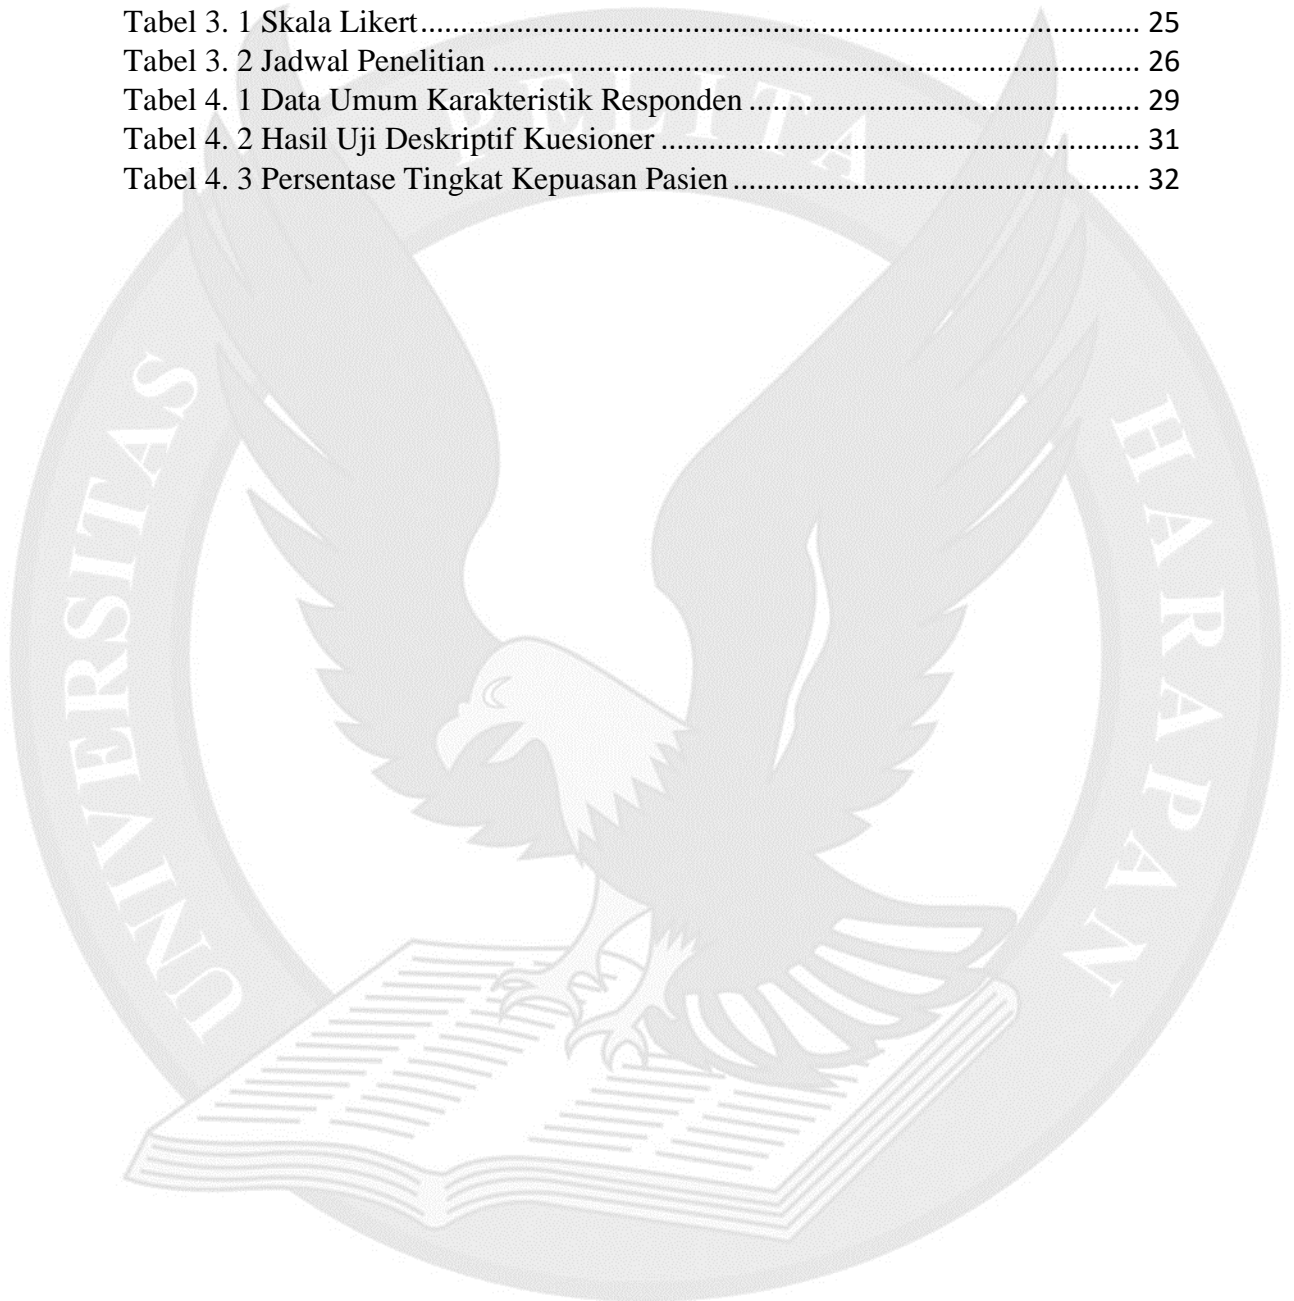 Tabel 3. 1 Skala Likert.......................................................................................... 25
Tabel 3. 2 Jadwal Penelitian ................................................................................. 26
Tabel 4. 1 Data Umum Karakteristik Responden ................................................. 29
Tabel 4. 2 Hasil Uji Deskriptif Kuesioner ............................................................ 31
Tabel 4. 3 Persentase Tingkat Kepuasan Pasien ................................................... 32
UNIVERSITAS PELITA HARAPAN